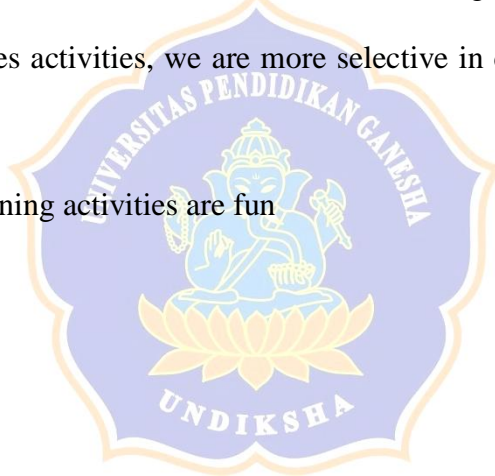 es activities, we are more selective in
UNIVERSITAS PENDIDIKAN GANESHA
ning activities are fun
UNDIKSHA